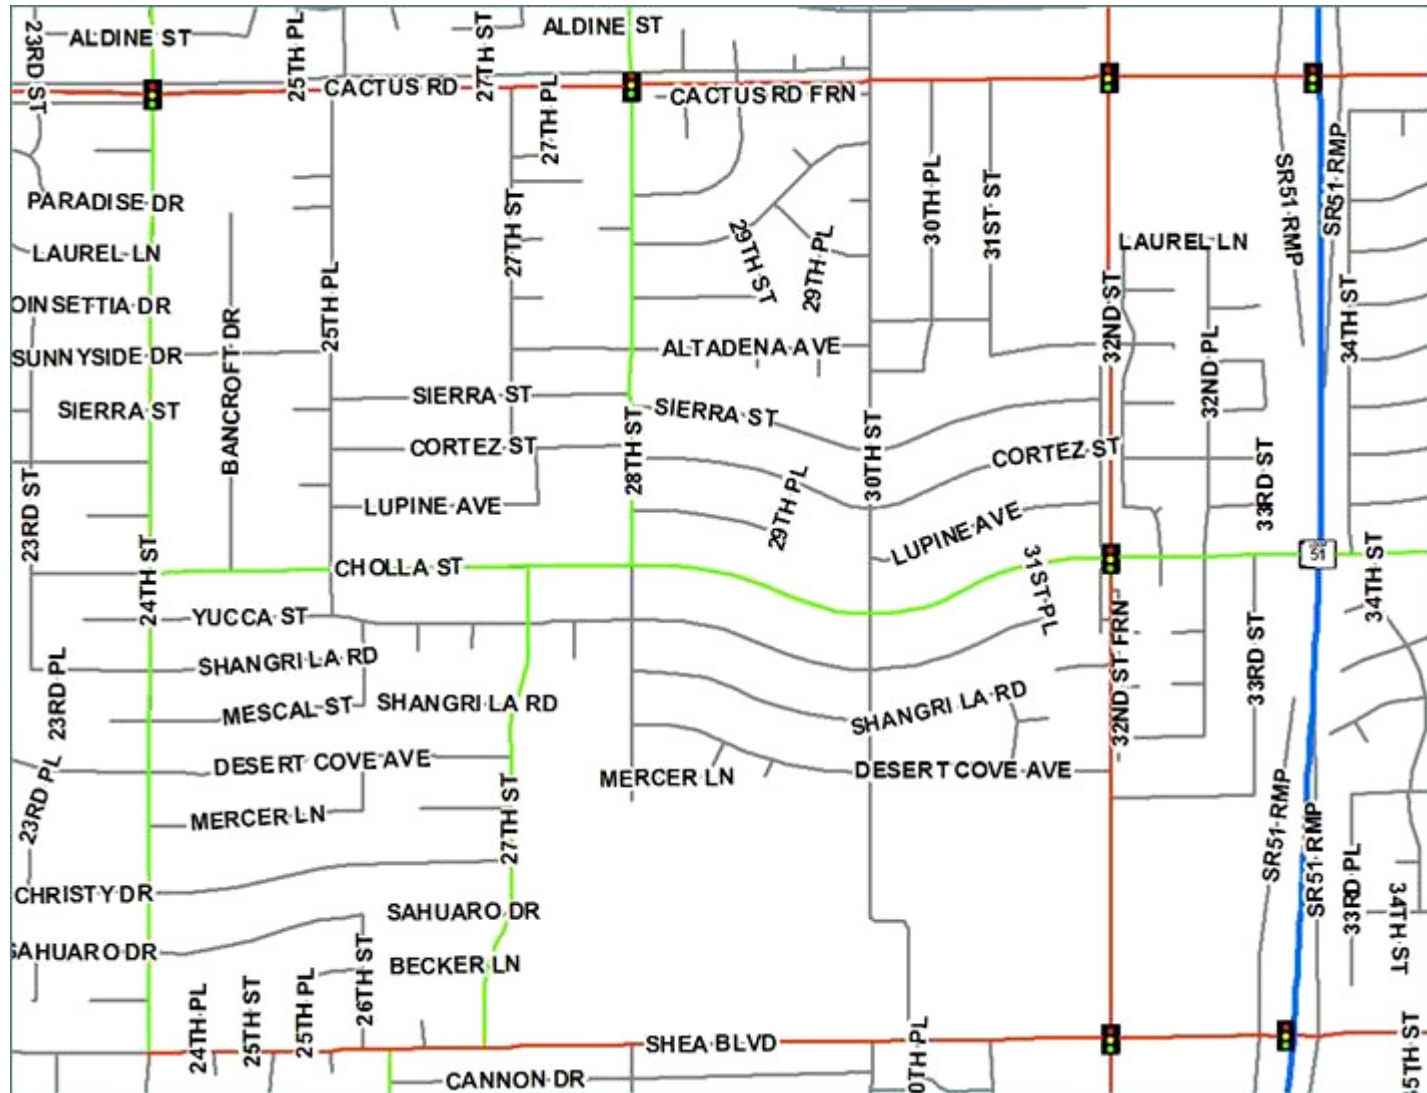 23RD ST
ALDINE ST
25TH PL
27TH ST
ALDINE ST
CACTUS RD
CACTUS RD FRN
27TH PL
SR51 RMP
SR51 RMP
PARADISE DR
30TH PL
31ST ST
LAUREL LN
27TH ST
29TH ST
29TH PL
LAUREL LN
OINSETTIA DR
25TH PL
32ND ST
34TH ST
SUNNYSIDE DR
BANCROFT DR
ALTADENA AVE
32ND PL
SIERRA ST
SIERRA ST
SIERRA ST
28TH ST
30TH ST
CORTEZ ST
CORTEZ ST
23RD ST
LUPINE AVE
29TH PL
LUPINE AVE
33RD ST
24TH ST
CHOLLA ST
31ST PL
51
34TH ST
YUCCA ST
SHANGRI LA RD
32ND ST FRN
33RD ST
23RD PL
MESCAL ST
SHANGRI LA RD
SHANGRI LA RD
DESERT COVE AVE
MERCER LN
DESERT COVE AVE
23RD PL
MERCER LN
27TH ST
SR51 RMP
SR51 RMP
33RD PL
CHRISTY DR
SAHUARO DR
34TH ST
SAHUARO DR
BECKER LN
24TH PL
25TH ST
25TH PL
26TH ST
SHEA BLVD
0TH PL
35TH ST
CANNON DR